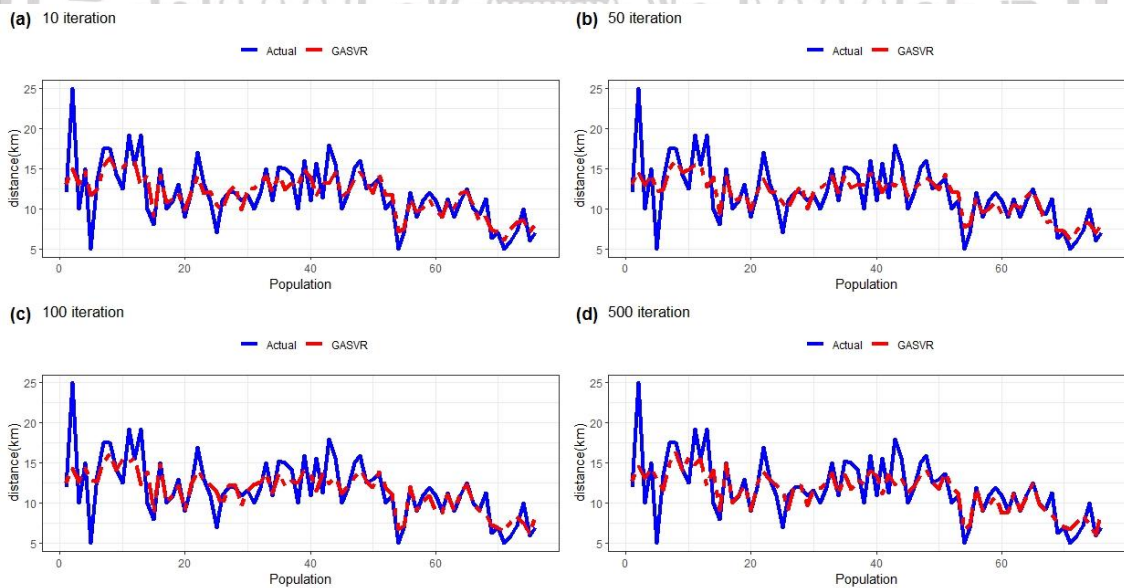 (a) 10 iteration
Actual GASVR
25
20
15
10
5
distance(km)
0 20 40 60
Population
(b) 50 iteration
Actual GASVR
25
20
15
10
5
distance(km)
0 20 40 60
Population
(c) 100 iteration
Actual GASVR
25
20
15
10
5
distance(km)
0 20 40 60
Population
(d) 500 iteration
Actual GASVR
25
20
15
10
5
distance(km)
0 20 40 60
Population